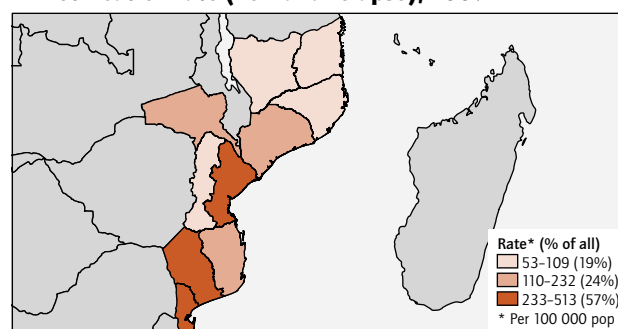 Rate* (% of all)
53–109 (19%)
110–232 (24%)
233–513 (57%)
* Per 100 000 pop